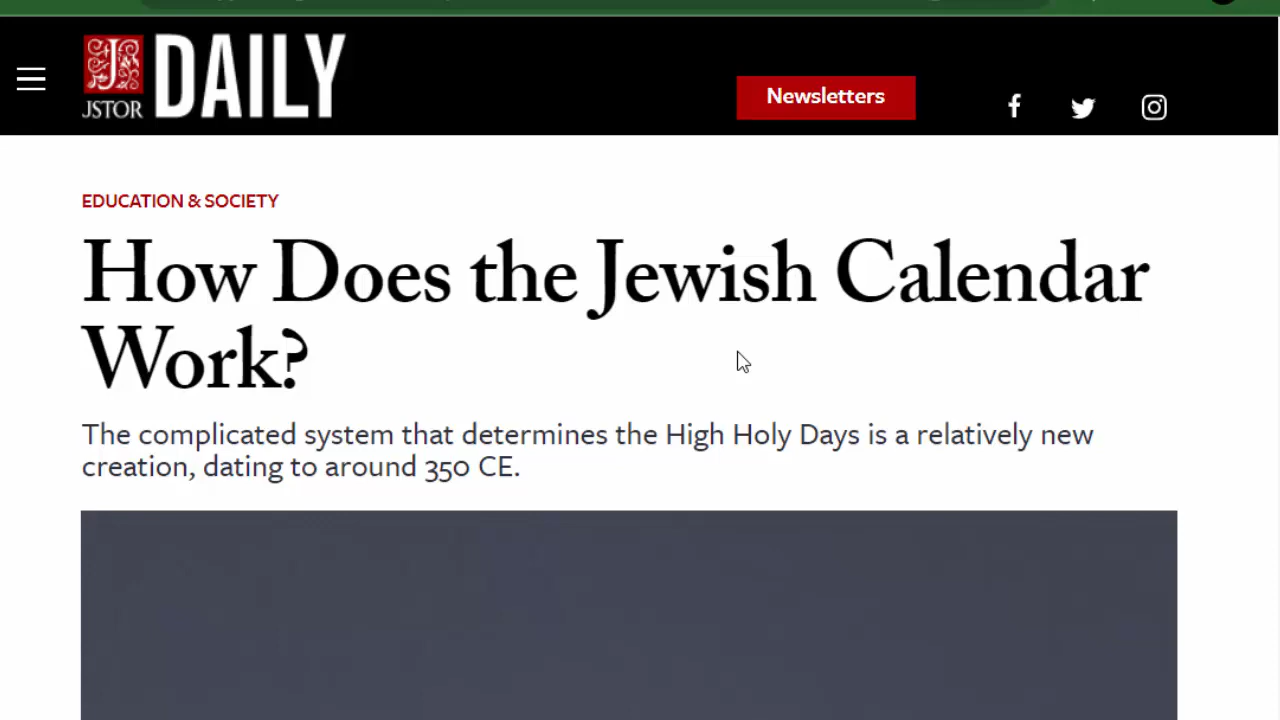 JSTOR DAILY
Newsletters
EDUCATION & SOCIETY
How Does the Jewish Calendar
Work?
The complicated system that determines the High Holy Days is a relatively new
creation, dating to around 350 CE.